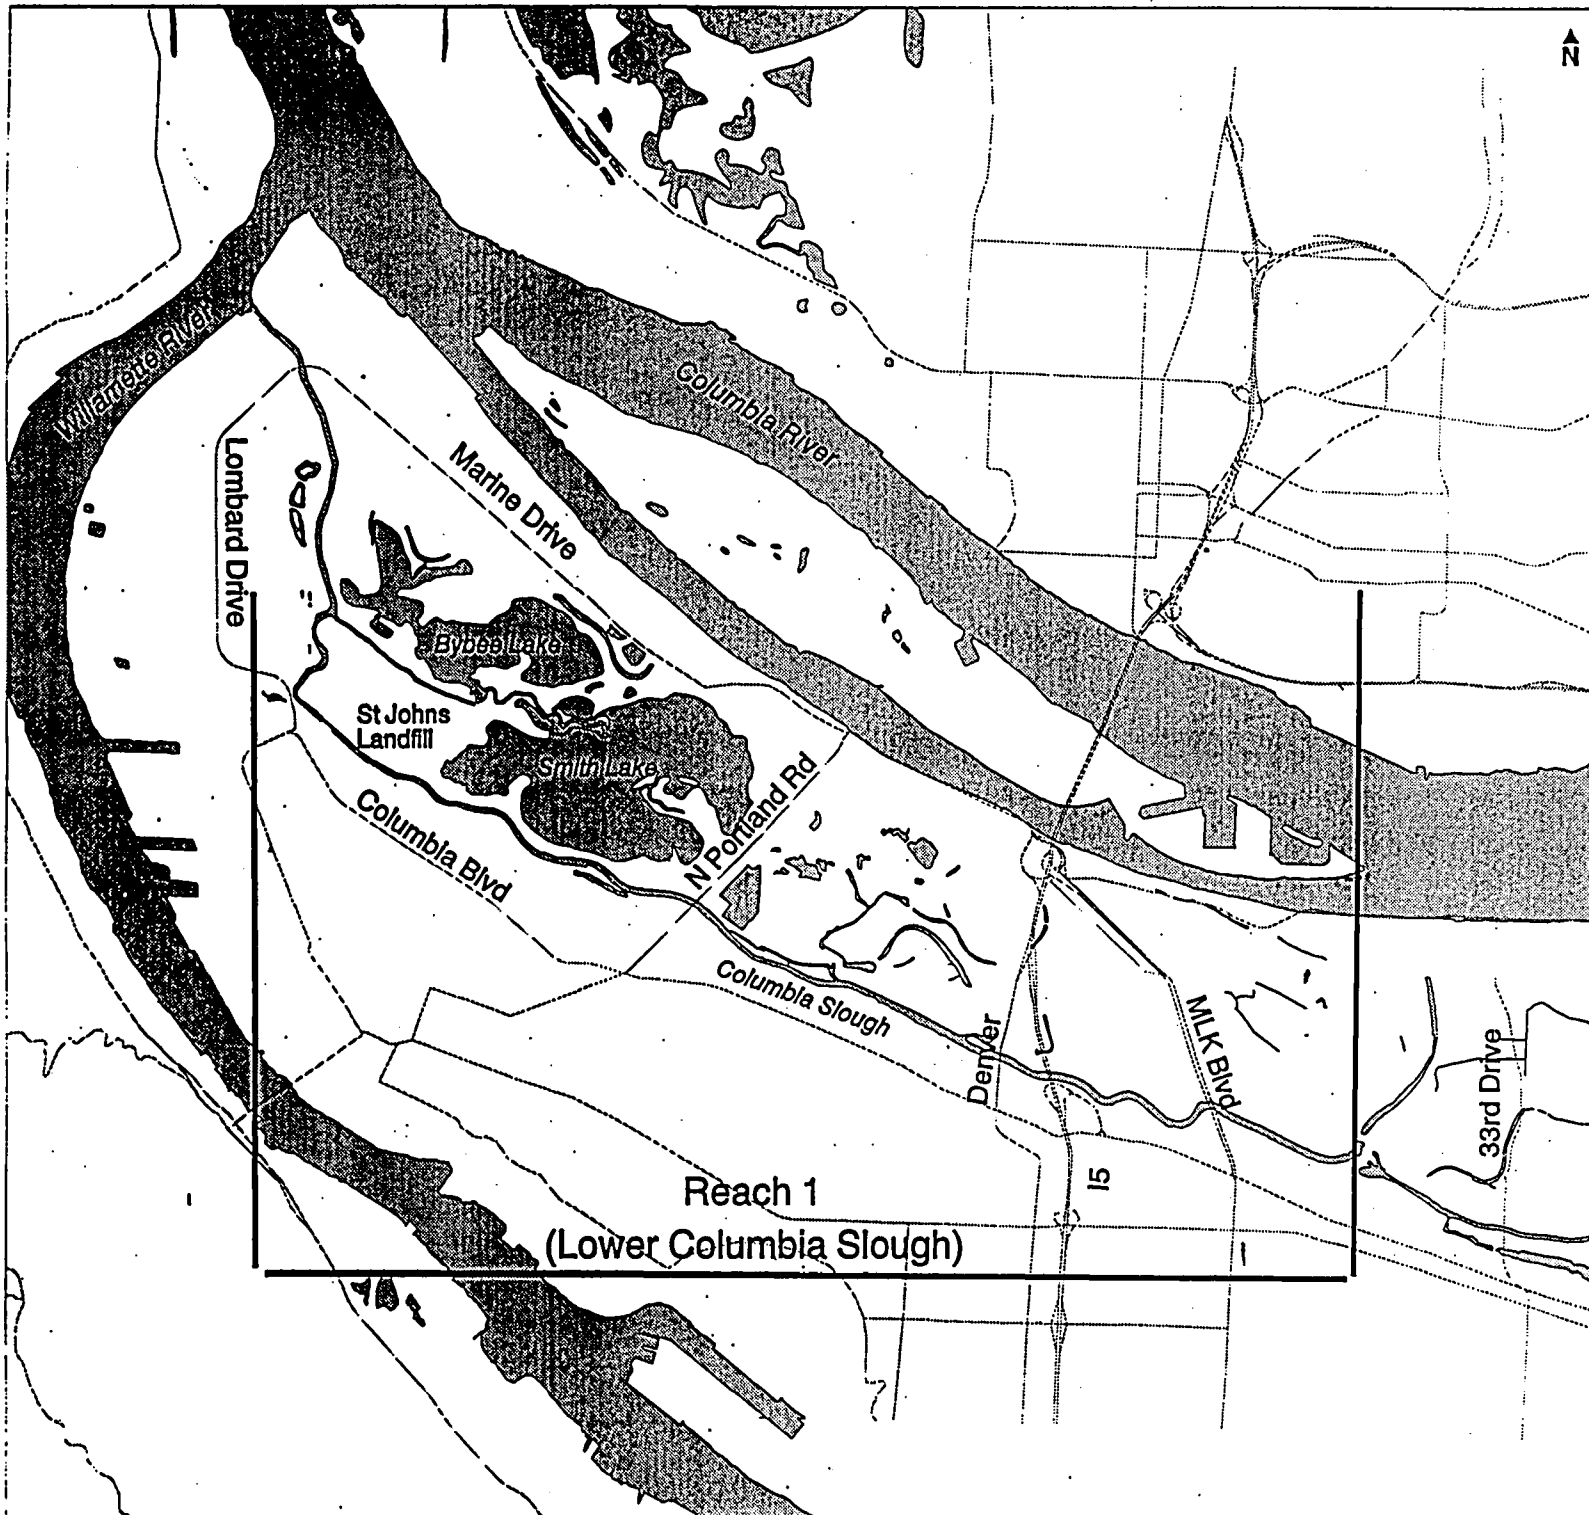 N
Willamette River
Columbia River
Lombard Drive
Marine Drive
Bybee Lake
St Johns
Landfill
Smith Lake
N Portland Rd
Columbia Blvd
Columbia Slough
Denver
MLK Blvd
33rd Drive
I5
Reach 1
(Lower Columbia Slough)